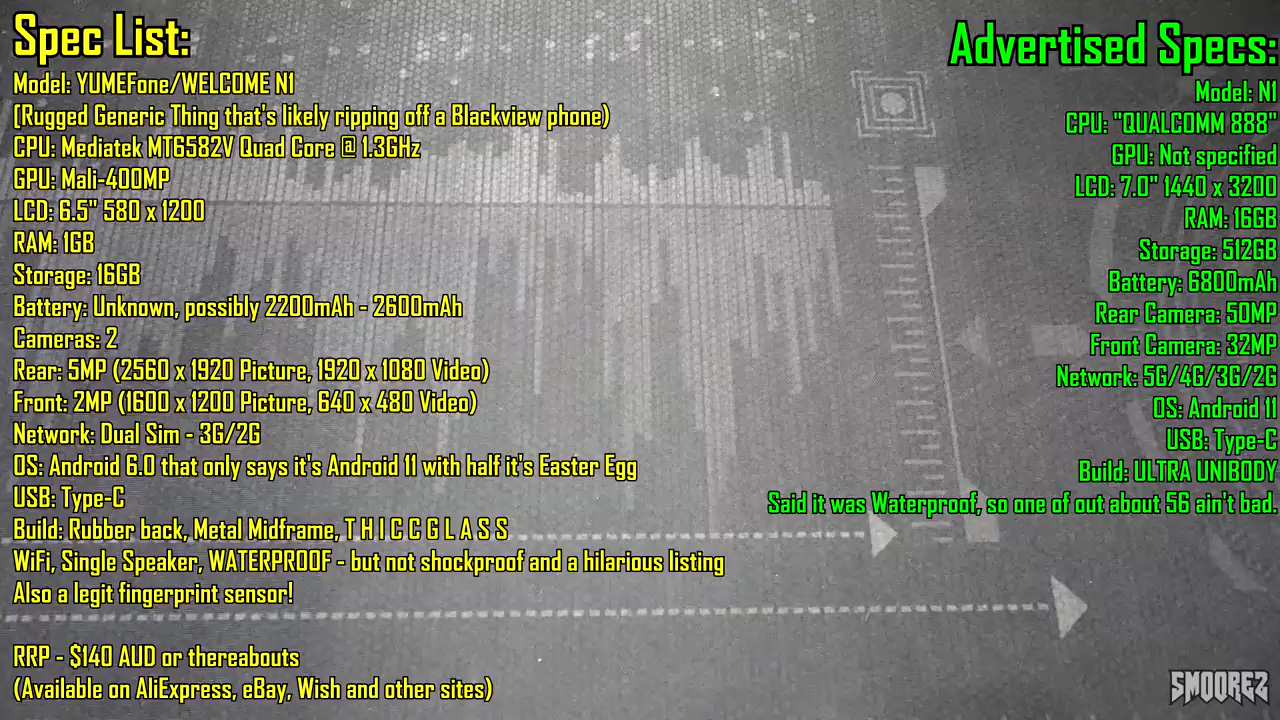 Spec List:
Model: YUMEFone/WELCOME N1
(Rugged Generic Thing that's likely ripping off a Blackview phone)
CPU: Mediatek MT6582V Quad Core @ 1.3GHz
GPU: Mali-400MP
LCD: 6.5" 580 x 1200
RAM: 1GB
Storage: 16GB
Battery: Unknown, possibly 2200mAh - 2600mAh
Cameras: 2
Rear: 5MP (2560 x 1920 Picture, 1920 x 1080 Video)
Front: 2MP (1600 x 1200 Picture, 640 x 480 Video)
Network: Dual Sim - 3G/2G
OS: Android 6.0 that only says it's Android 11 with half it's Easter Egg
USB: Type-C
Build: Rubber back, Metal Midframe, T H I C C G L A S S
WiFi, Single Speaker, WATERPROOF - but not shockproof and a hilarious listing
Also a legit fingerprint sensor!
RRP - $140 AUD or thereabouts
(Available on AliExpress, eBay, Wish and other sites)
Advertised Specs:
Model: N1
CPU: "QUALCOMM 888"
GPU: Not specified
LCD: 7.0" 1440 x 3200
RAM: 16GB
Storage: 512GB
Battery: 6800mAh
Rear Camera: 50MP
Front Camera: 32MP
Network: 5G/4G/3G/2G
OS: Android 11
USB: Type-C
Build: ULTRA UNIBODY
Said it was Waterproof, so one of out about 56 ain't bad.
SMOOREZ